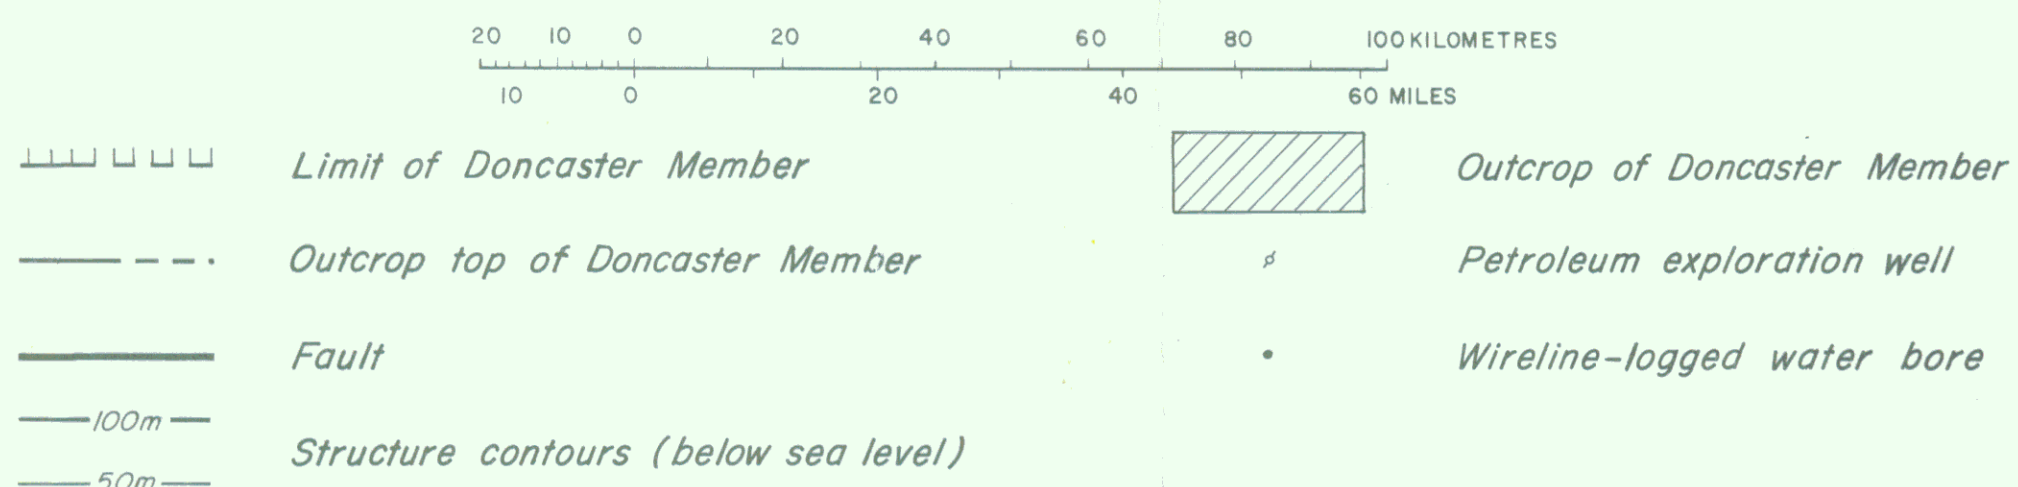 20 10 0 20 40 60 80 100 KILOMETRES
10 0 20 40 60 MILES
Limit of Doncaster Member
Outcrop of Doncaster Member
Outcrop top of Doncaster Member
Petroleum exploration well
Fault
Wireline-logged water bore
100m
Structure contours (below sea level)
50m